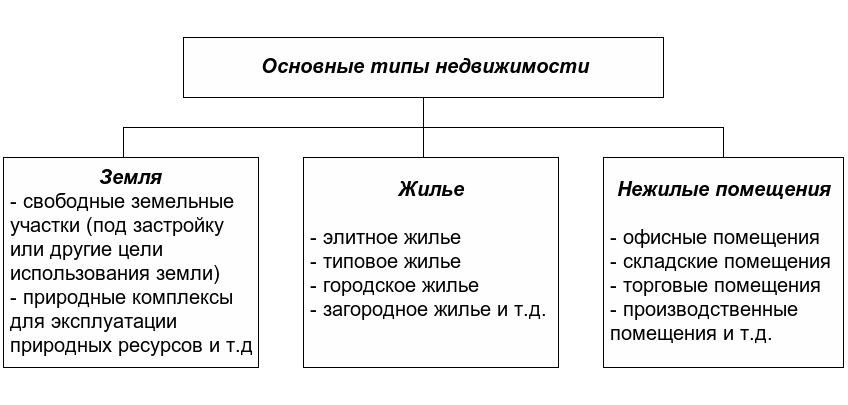 Основные типы недвижимости
Земля
- свободные земельные
участки (под застройку
или другие цели
использования земли)
- природные комплексы
для эксплуатации
природных ресурсов и т.д
Жилье
- элитное жилье
- типовое жилье
- городское жилье
- загородное жилье и т.д.
Нежилые помещения
- офисные помещения
- складские помещения
- торговые помещения
- производственные
помещения и т.д.